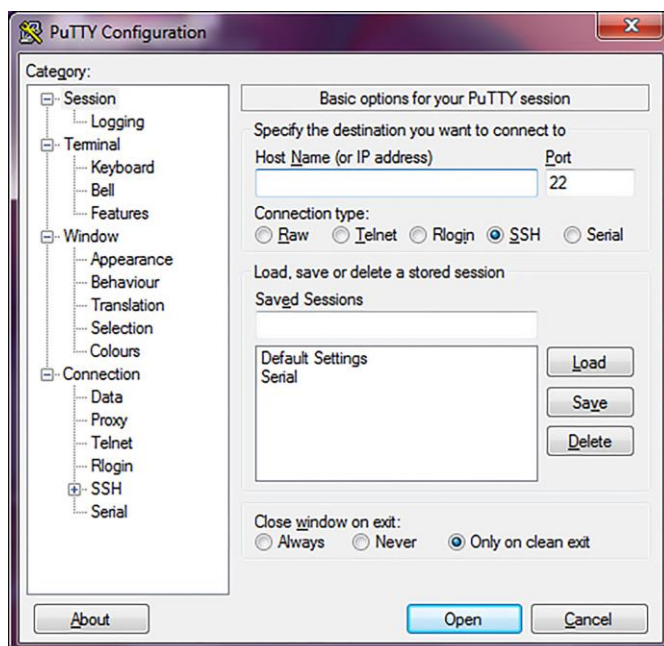 PuTTY Configuration
Category:
Session
Logging
Terminal
Keyboard
Bell
Features
Window
Appearance
Behaviour
Translation
Selection
Colours
Connection
Data
Proxy
Telnet
Rlogin
SSH
Serial
Basic options for your PuTTY session
Specify the destination you want to connect to
Host Name (or IP address) Port
22
Connection type:
Raw Telnet Rlogin SSH Serial
Load, save or delete a stored session
Saved Sessions
Default Settings
Serial
Load
Save
Delete
Close window on exit:
Always Never Only on clean exit
About Open Cancel